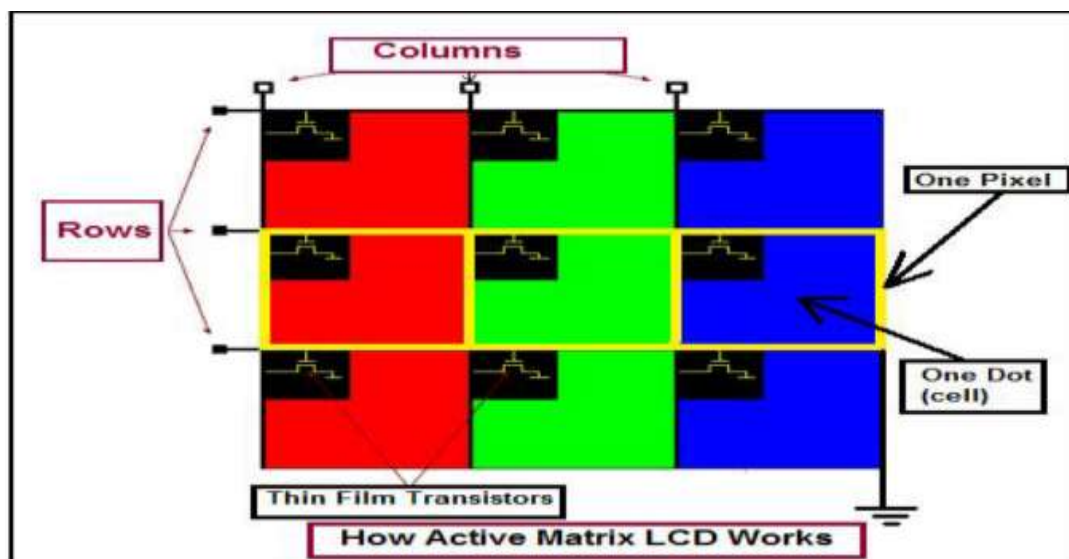 Columns
One Pixel
Rows
One Dot
(cell)
Thin Film Transistors
How Active Matrix LCD Works